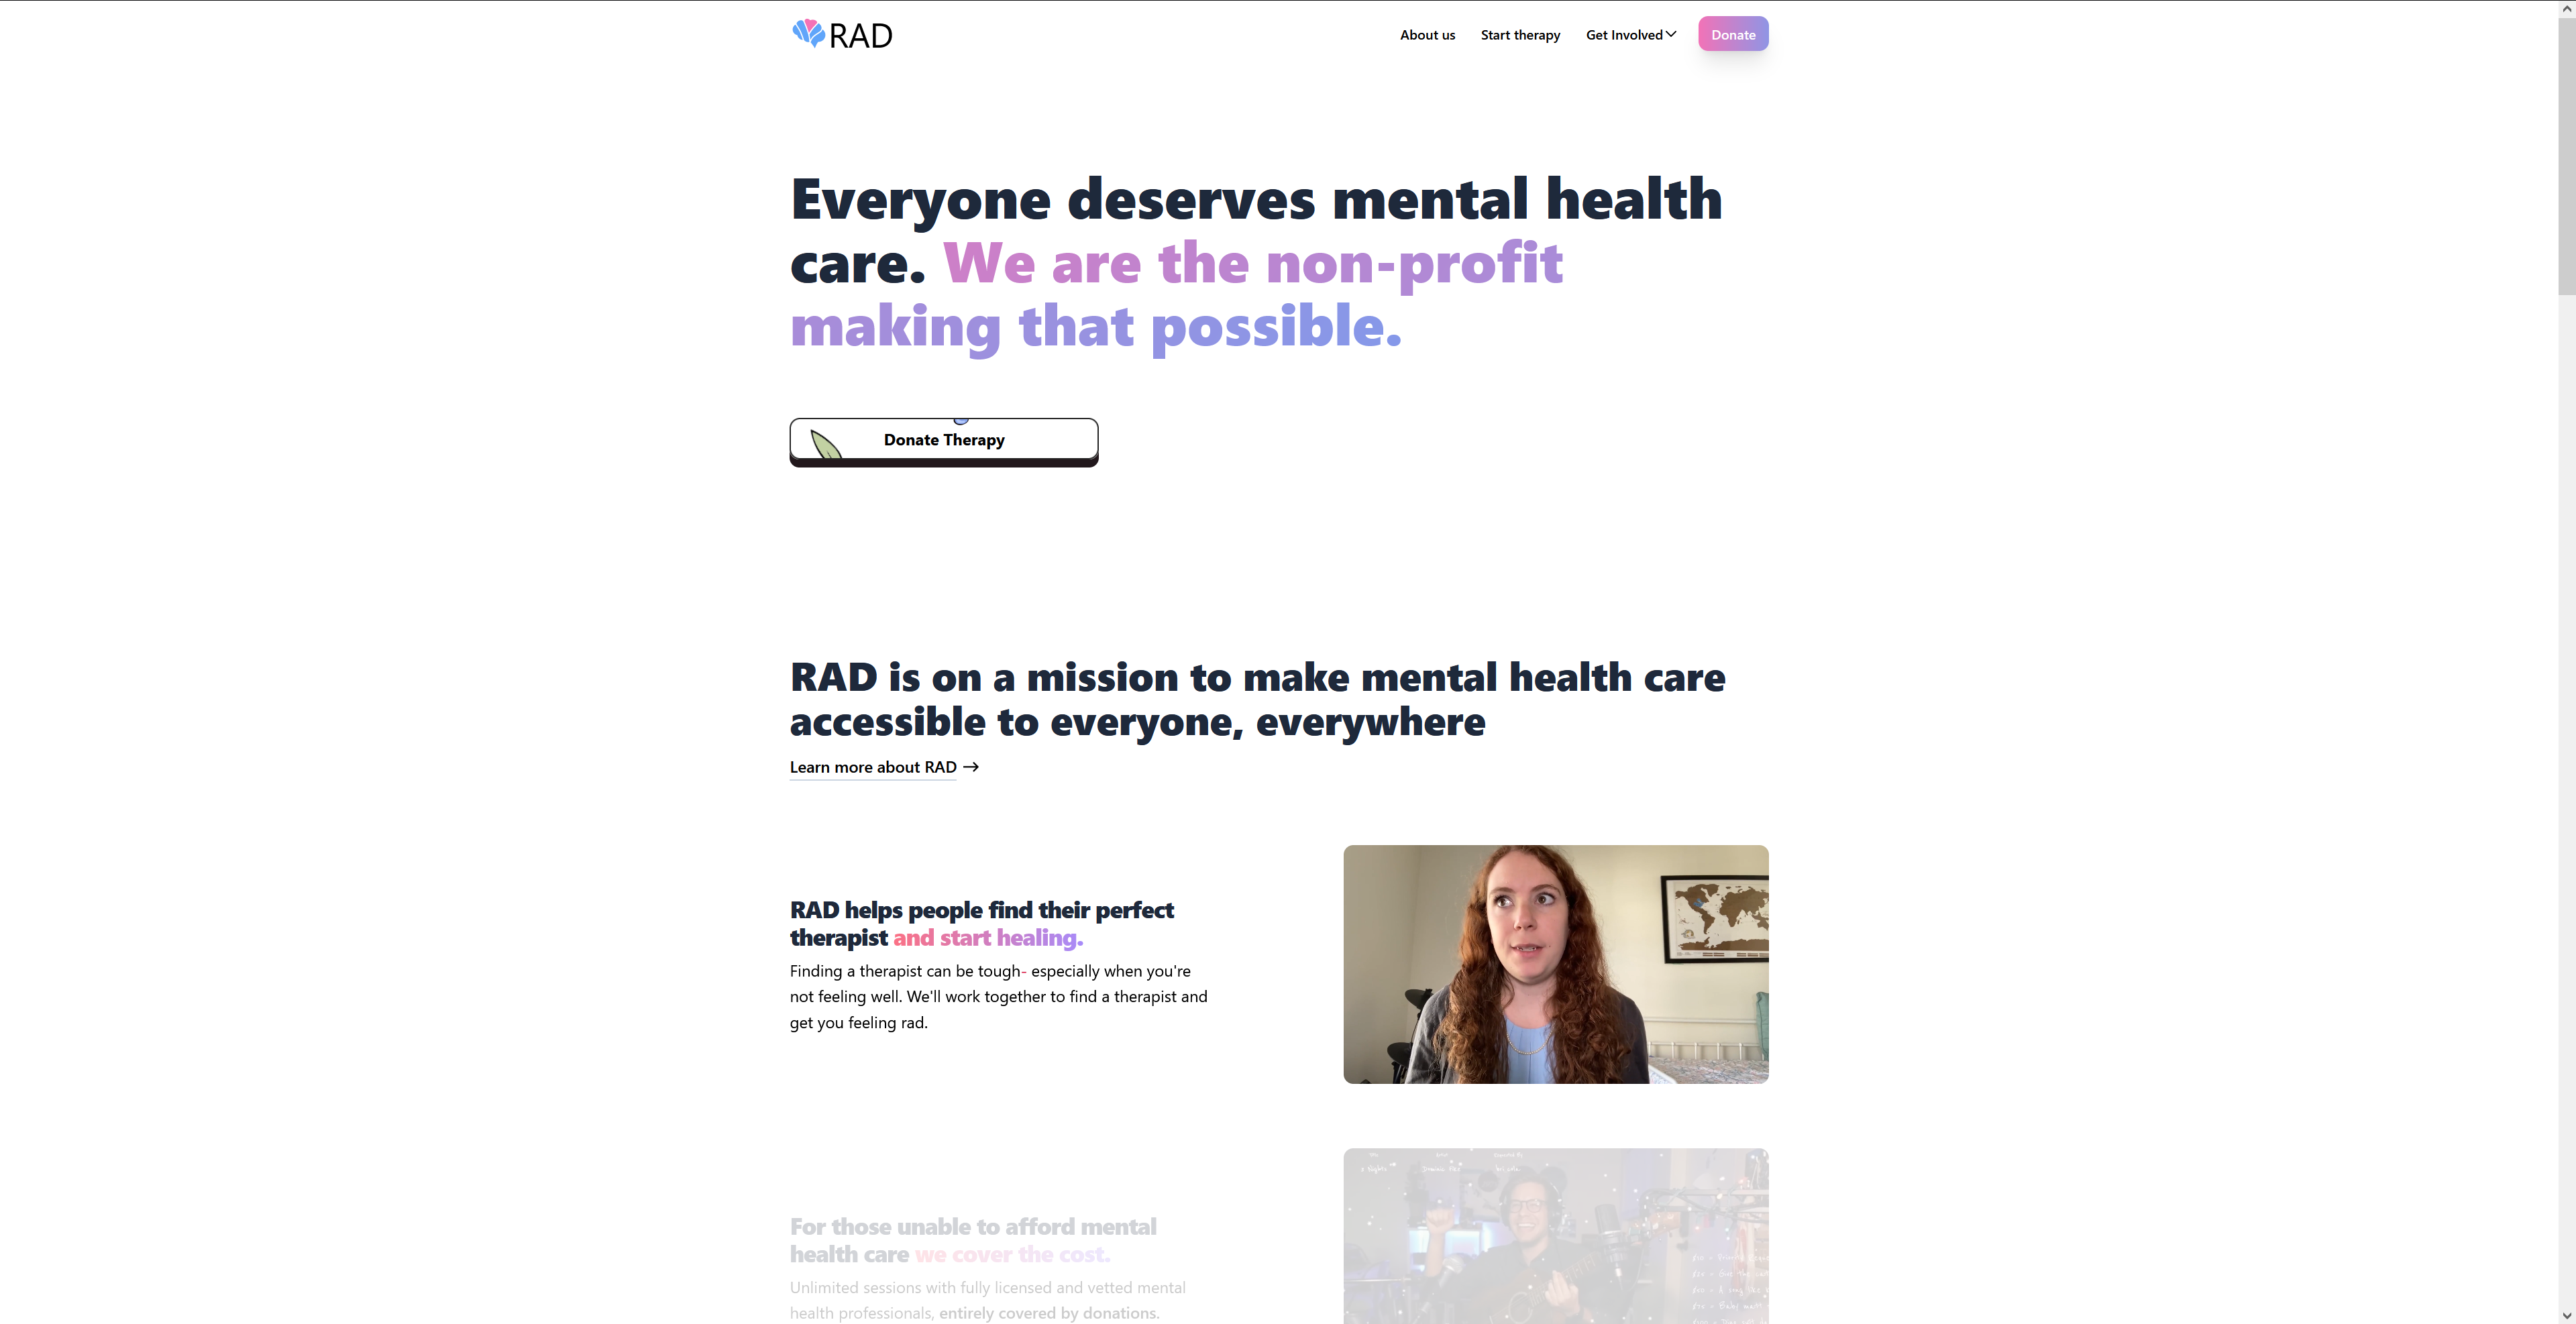 RAD
About us
Start therapy
Get Involved
Donate
Everyone deserves mental health
care. We are the non-profit
making that possible.
Donate Therapy
RAD is on a mission to make mental health care
accessible to everyone, everywhere
Learn more about RAD →
RAD helps people find their perfect
therapist and start healing.
Finding a therapist can be tough- especially when you're
not feeling well. We'll work together to find a therapist and
get you feeling rad.
For those unable to afford mental
health care we cover the cost.
Unlimited sessions with fully licensed and vetted mental
health professionals, entirely covered by donations.